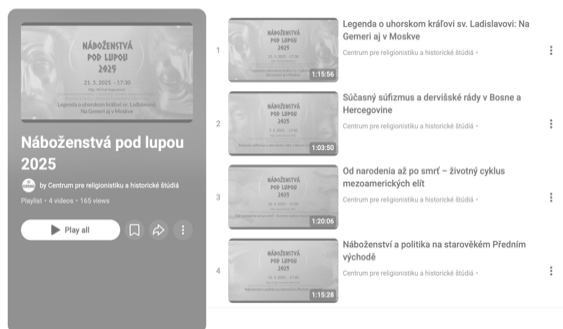 NÁBOŽENSTVÁ
POD LUPOU
2025
21. 5. 2025 – 17:30
Legenda o uhorskom kráľovi sv. Ladislavovi:
Na Gemeri aj v Moskve
Náboženstvá pod lupou
2025
by Centrum pre religionistiku a historické štúdiá
Playlist • 4 videos • 165 views
Play all
1
NÁBOŽENSTVÁ
POD LUPOU
2025
1:15:56
Legenda o uhorskom kráľovi sv. Ladislavovi: Na
Gemeri aj v Moskve
Centrum pre religionistiku a historické štúdiá •
2
NÁBOŽENSTVÁ
POD LUPOU
2025
1:03:50
Súčasný súfizmus a dervišské rády v Bosne a
Hercegovine
Centrum pre religionistiku a historické štúdiá •
3
NÁBOŽENSTVÁ
POD LUPOU
2025
1:20:06
Od narodenia až po smrť – životný cyklus
mezoamerických elít
Centrum pre religionistiku a historické štúdiá •
4
NÁBOŽENSTVÁ
POD LUPOU
2025
1:15:28
Náboženství a politika na starověkém Předním
východě
Centrum pre religionistiku a historické štúdiá •